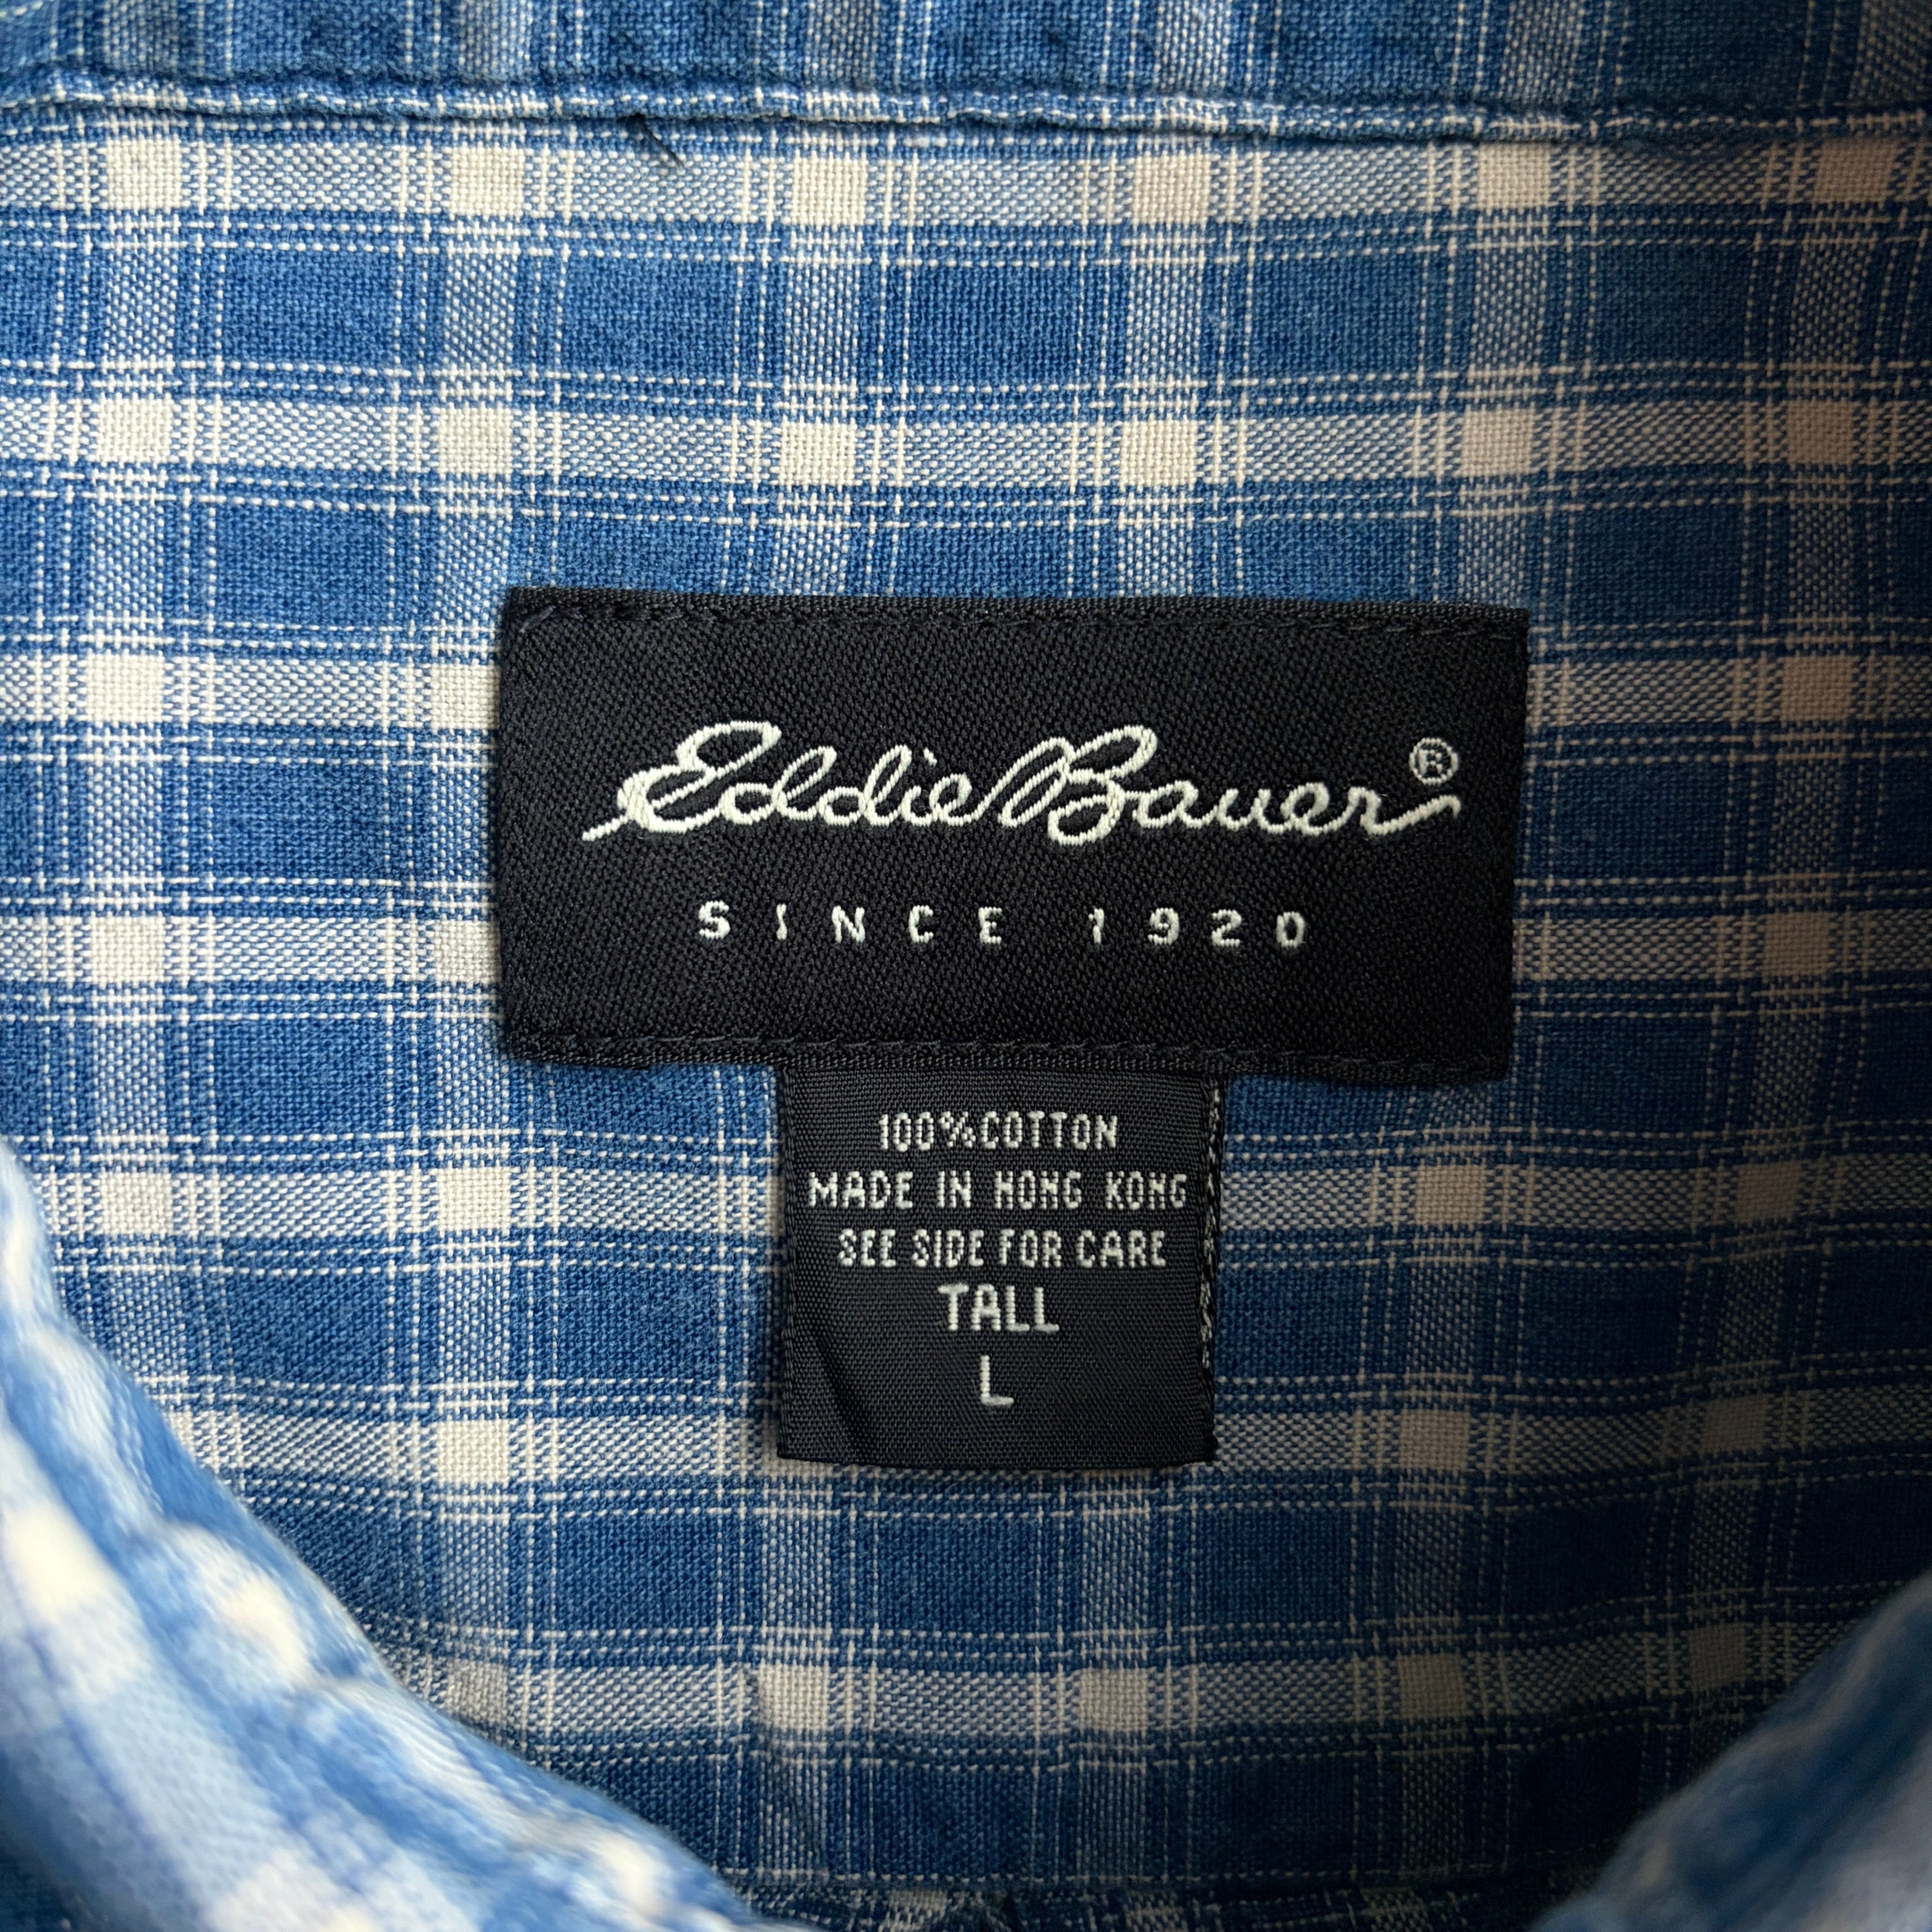 Eddie Bauer®
SINCE 1920
100% COTTON
MADE IN HONG KONG
SEE SIDE FOR CARE
TALL
L